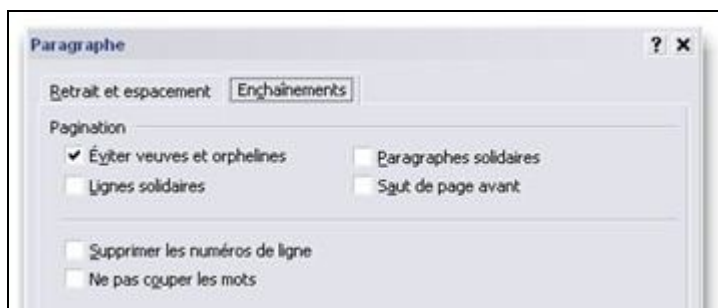 Paragraphe ? ×
Retrait et espacement Enchaînements
Pagination
Éviter veuves et orphelines Paragraphes solidaires
Lignes solidaires Saut de page avant
Supprimer les numéros de ligne
Ne pas couper les mots